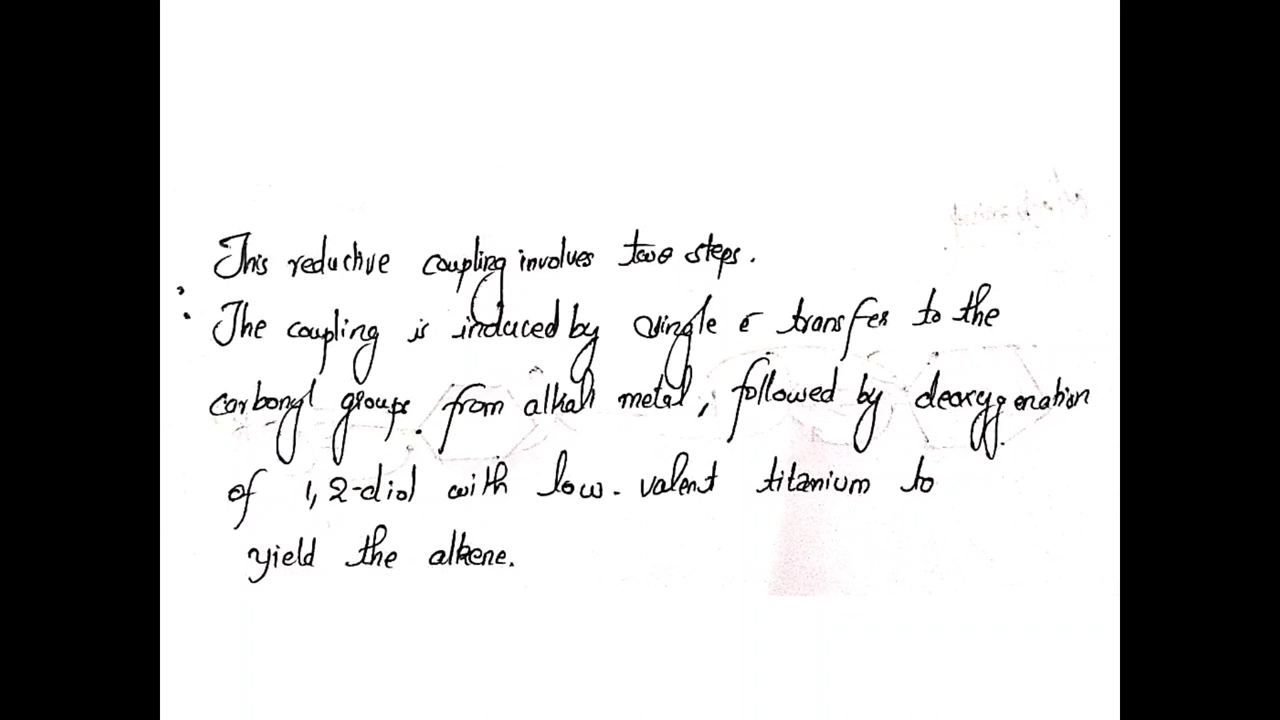 This reductive coupling involves two steps.
The coupling is induced by single e⁻ transfer to the
carbonyl groups. from alkali metal, followed by deoxygenation
of 1,2-diol with low-valent titanium to
yield the alkene.